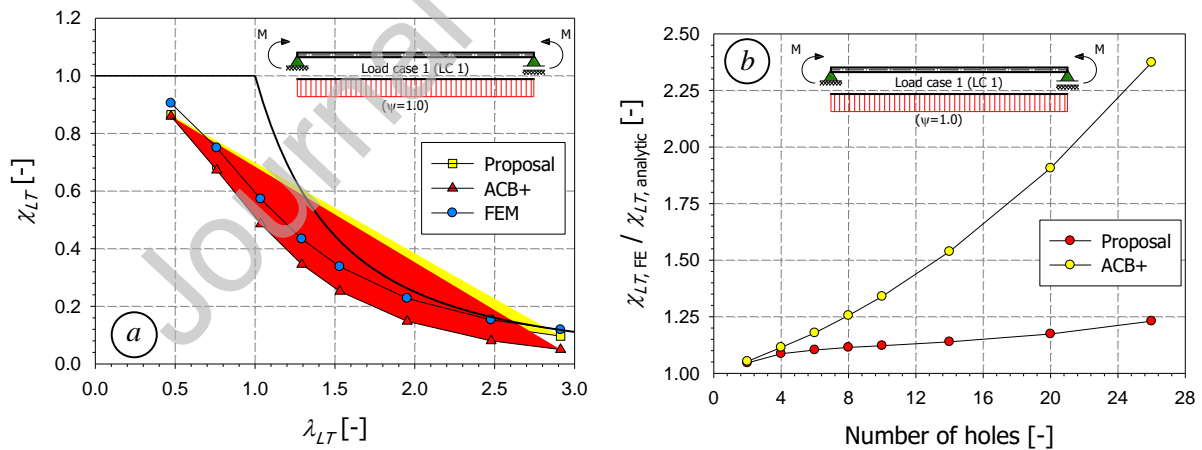 1.2
1.0
0.8
0.6
0.4
0.2
0.0
χLT [-]
0.0 0.5 1.0 1.5 2.0 2.5 3.0
λLT [-]
M M
Load case 1 (LC 1)
(ψ=1.0)
Proposal
ACB+
FEM
a
Journal
2.50
2.25
2.00
1.75
1.50
1.25
1.00
χLT, FE / χLT, analytic [-]
0 4 8 12 16 20 24 28
Number of holes [-]
b
M M
Load case 1 (LC 1)
(ψ=1.0)
Proposal
ACB+